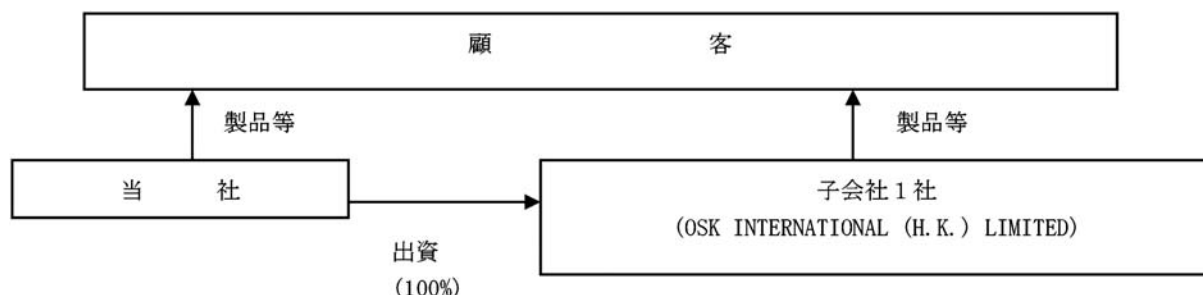 顧 客
製品等
製品等
当 社
子会社1社
(OSK INTERNATIONAL (H.K.) LIMITED)
出資
(100%)